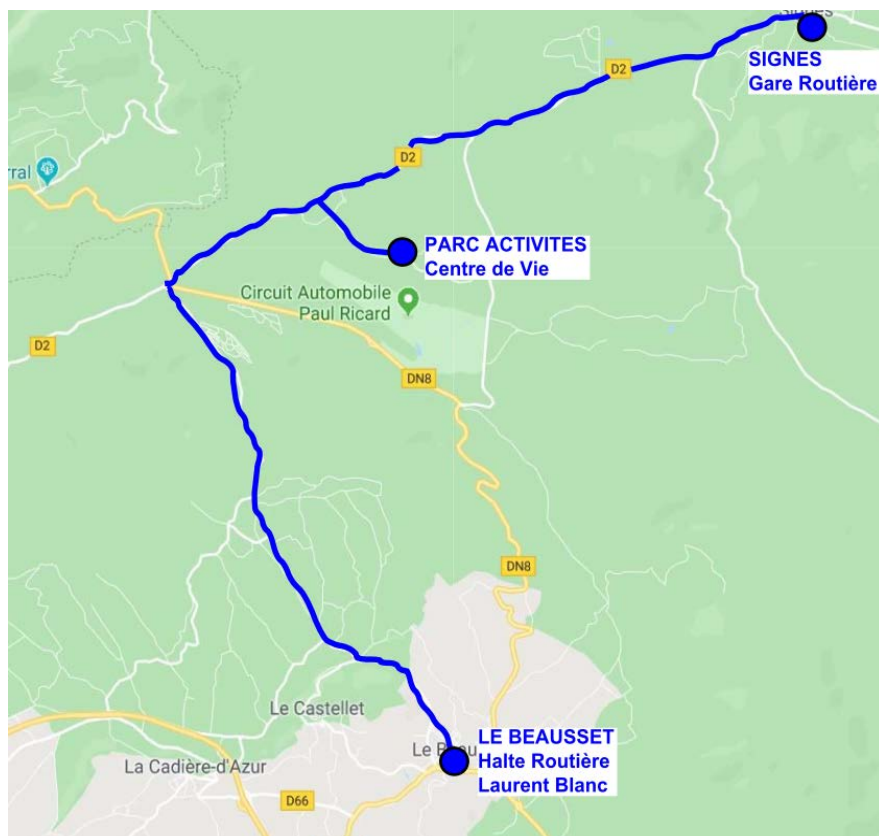 SIGNES
Gare Routière
D2
D2
PARC ACTIVITES
Centre de Vie
Circuit Automobile
Paul Ricard
D2
DN8
DN8
Le Castellet
LE BEAUSSET
Halte Routière
Laurent Blanc
La Cadière-d'Azur
D66